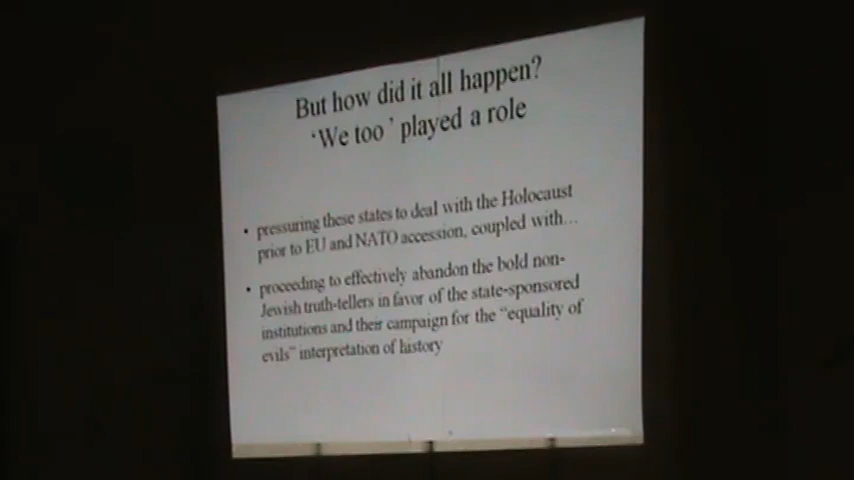 But how did it all happen?
‘We too ’ played a role
• pressuring these states to deal with the Holocaust
prior to EU and NATO accession, coupled with…
• proceeding to effectively abandon the bold non-
Jewish truth-tellers in favor of the state-sponsored
institutions and their campaign for the “equality of
evils” interpretation of history